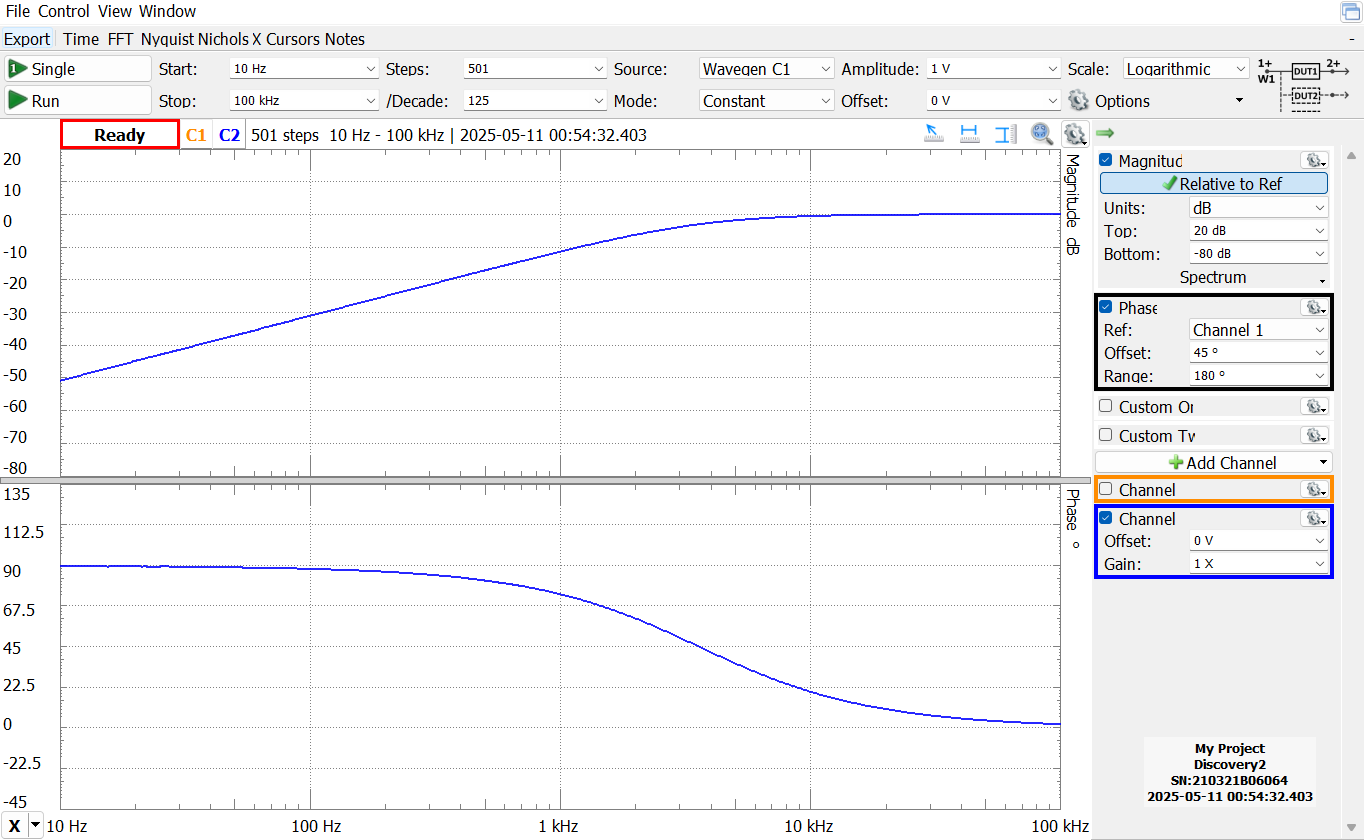 File Control View Window
Export Time FFT Nyquist Nichols X Cursors Notes -
Single Start: 10 Hz Steps: 501 Source: Wavegen C1 Amplitude: 1 V Scale: Logarithmic
Run Stop: 100 kHz /Decade: 125 Mode: Constant Offset: 0 V Options
1+ W1 DUT1 2+
DUT2
Ready C1 C2 501 steps 10 Hz - 100 kHz | 2025-05-11 00:54:32.403
20
10
0
-10
-20
-30
-40
-50
-60
-70
-80
Magnitude dB
135
112.5
90
67.5
45
22.5
0
-22.5
-45
Phase °
X 10 Hz 100 Hz 1 kHz 10 kHz 100 kHz
Magnitud
Relative to Ref
Units: dB
Top: 20 dB
Bottom: -80 dB
Spectrum
Phase
Ref: Channel 1
Offset: 45 °
Range: 180 °
Custom Or
Custom Tv
Add Channel
Channel
Channel
Offset: 0 V
Gain: 1 X
My Project
Discovery2
SN:210321B06064
2025-05-11 00:54:32.403